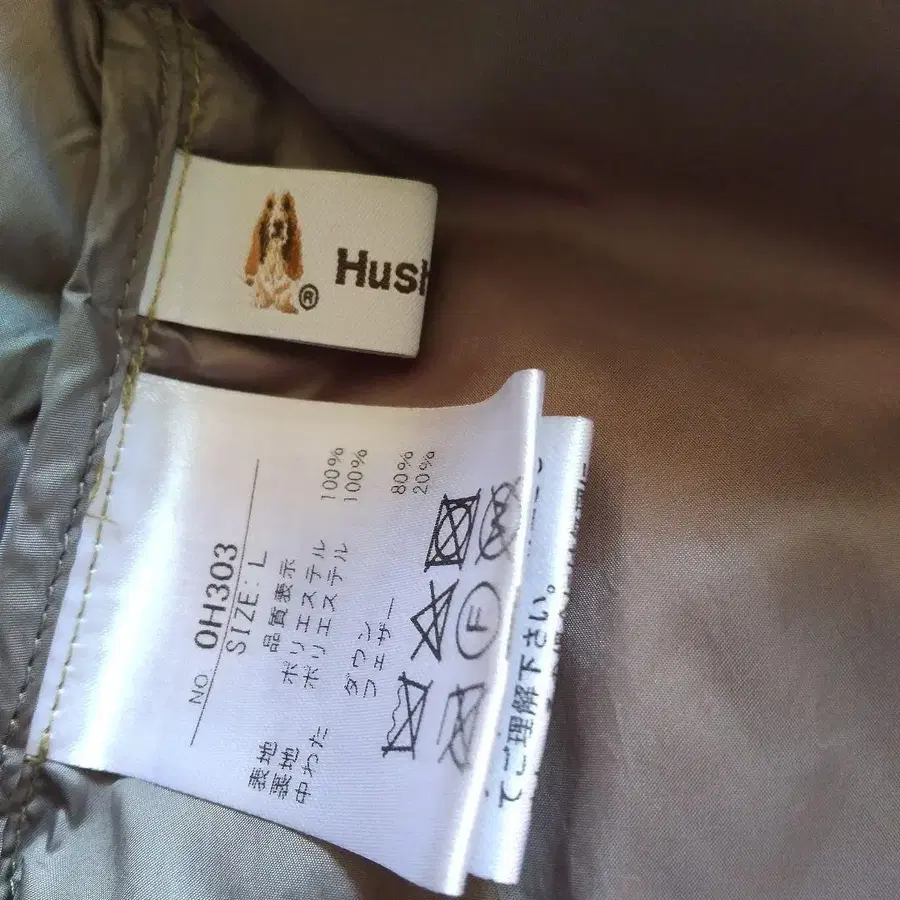 Hush
®
NO. OH303
SIZE: L
品質表示
表地 ポリエステル 100%
裏地 ポリエステル 100%
中わた ダウン 80%
フェザー 20%
F
てご理解下さい。